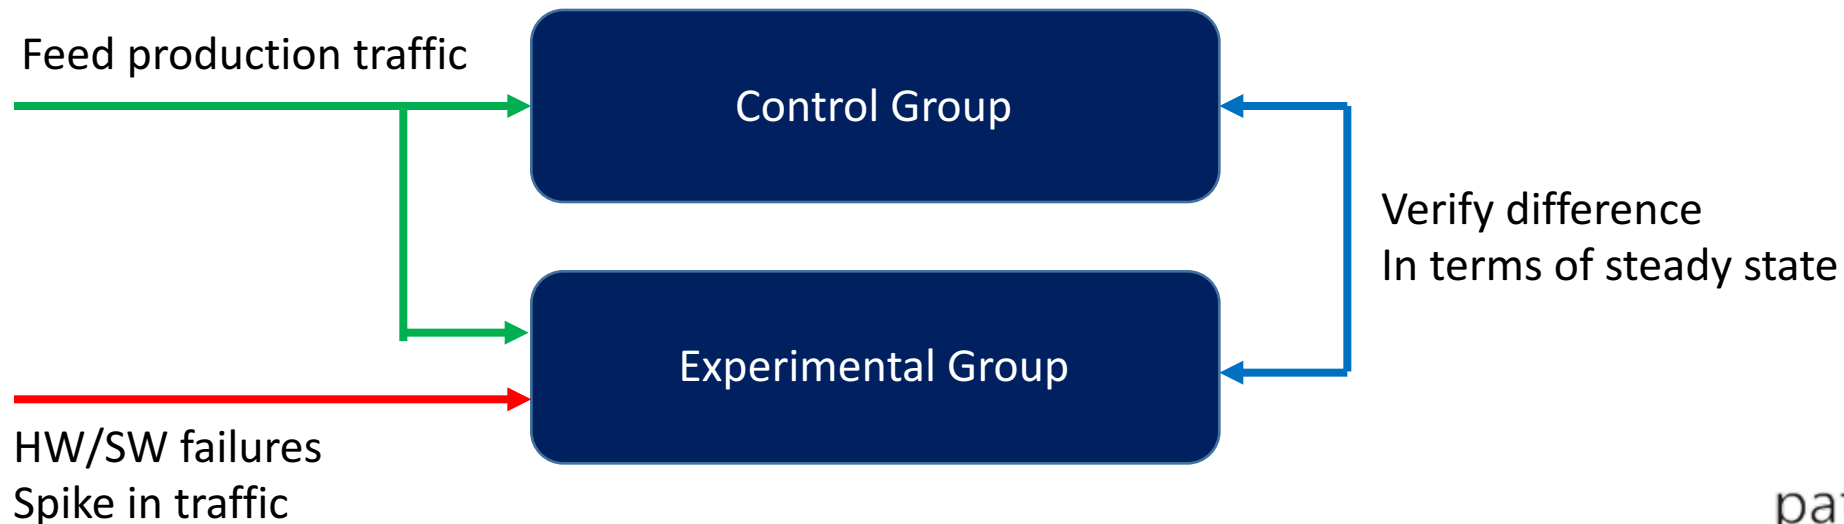 Feed production traffic
Control Group
Verify difference
In terms of steady state
Experimental Group
HW/SW failures
Spike in traffic